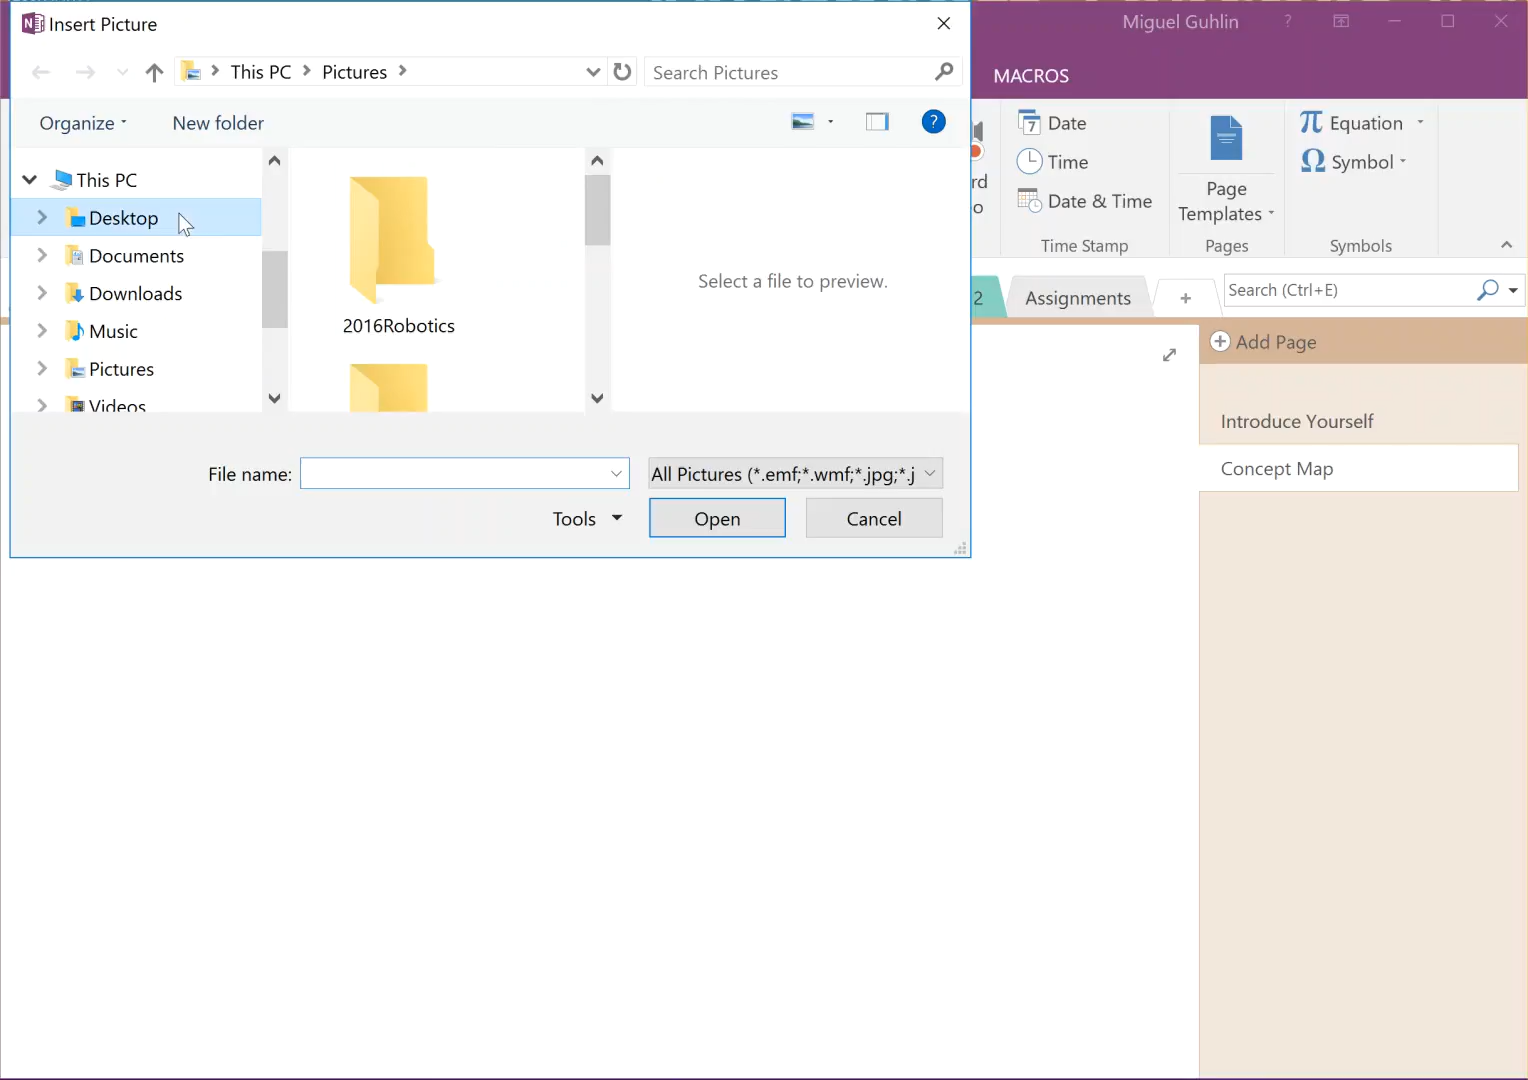 Insert Picture
This PC > Pictures >
Search Pictures
Organize
New folder
?
This PC
Desktop
Documents
Downloads
Music
Pictures
Videos
2016Robotics
Select a file to preview.
File name:
All Pictures (*.emf;*.wmf;*.jpg;*.j
Tools
Open
Cancel
Miguel Guhlin
?
MACROS
rd
o
7 Date
Time
Date & Time
Time Stamp
Page
Templates
Pages
π Equation
Ω Symbol
Symbols
2
Assignments
+
Search (Ctrl+E)
+ Add Page
Introduce Yourself
Concept Map